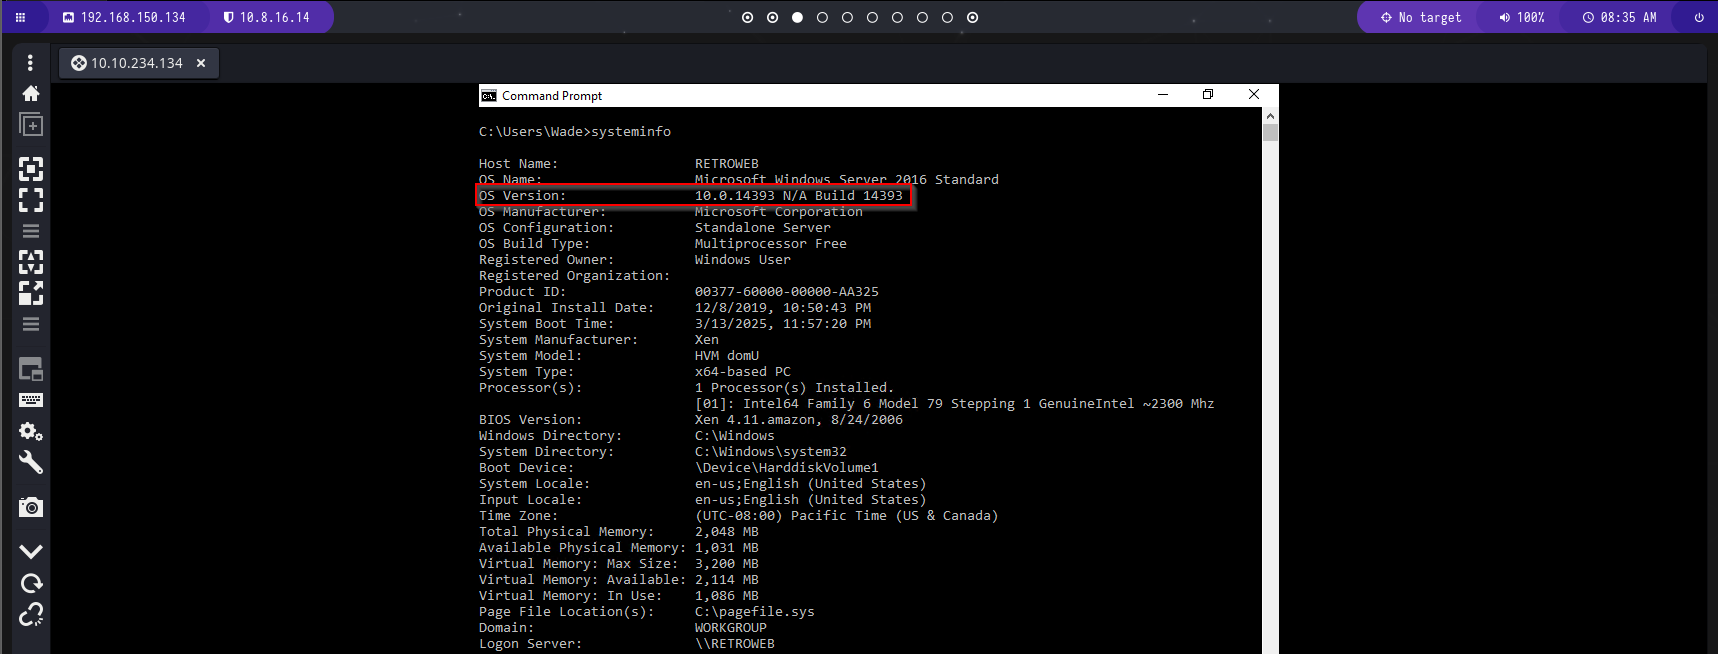 192.168.150.134 10.8.16.14 No target 100% 08:35 AM
10.10.234.134
Command Prompt
C:\Users\Wade>systeminfo
Host Name: RETROWEB
OS Name: Microsoft Windows Server 2016 Standard
OS Version: 10.0.14393 N/A Build 14393
OS Manufacturer: Microsoft Corporation
OS Configuration: Standalone Server
OS Build Type: Multiprocessor Free
Registered Owner: Windows User
Registered Organization:
Product ID: 00377-60000-00000-AA325
Original Install Date: 12/8/2019, 10:50:43 PM
System Boot Time: 3/13/2025, 11:57:20 PM
System Manufacturer: Xen
System Model: HVM domU
System Type: x64-based PC
Processor(s): 1 Processor(s) Installed.
[01]: Intel64 Family 6 Model 79 Stepping 1 GenuineIntel ~2300 Mhz
BIOS Version: Xen 4.11.amazon, 8/24/2006
Windows Directory: C:\Windows
System Directory: C:\Windows\system32
Boot Device: \Device\HarddiskVolume1
System Locale: en-us;English (United States)
Input Locale: en-us;English (United States)
Time Zone: (UTC-08:00) Pacific Time (US & Canada)
Total Physical Memory: 2,048 MB
Available Physical Memory: 1,031 MB
Virtual Memory: Max Size: 3,200 MB
Virtual Memory: Available: 2,114 MB
Virtual Memory: In Use: 1,086 MB
Page File Location(s): C:\pagefile.sys
Domain: WORKGROUP
Logon Server: \\RETROWEB